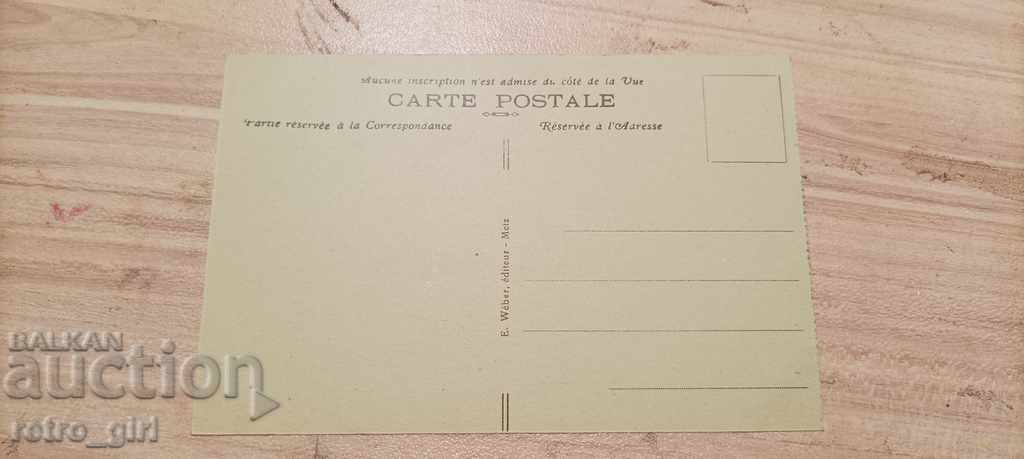 Aucune inscription n'est admise du côté de la Vue
CARTE POSTALE
Partie réservée à la Correspondance
Réservée à l'Adresse
E. Wéber, éditeur - Metz
BALKAN
auction
retro_girl